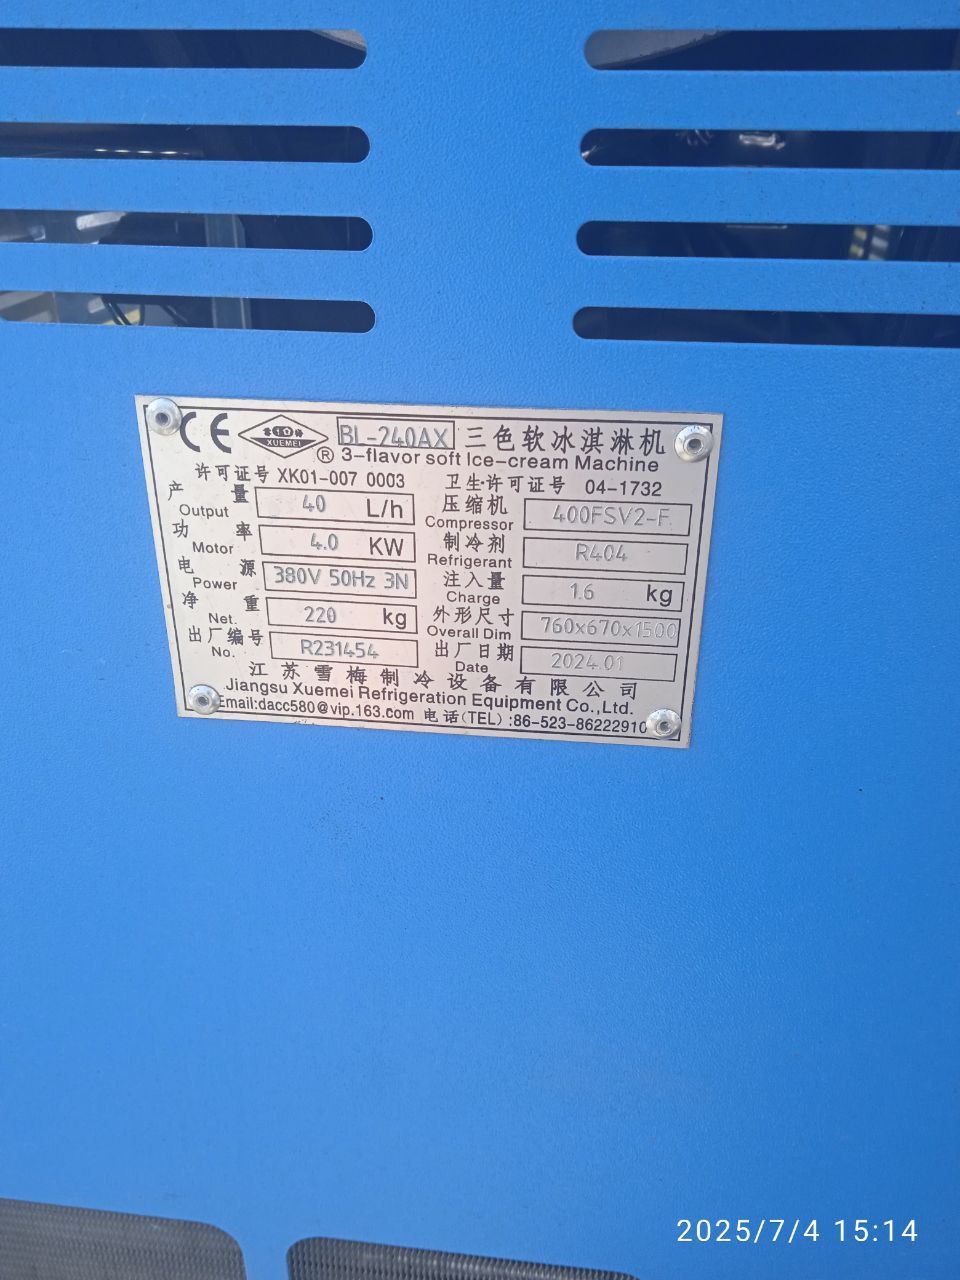 CE XUEMEI ® BL-240AX 三色软冰淇淋机
3-flavor soft Ice-cream Machine
许可证号 XK01-007 0003 卫生许可证号 04-1732
产量 Output 40 L/h 压缩机 Compressor 400FSV2-F
功率 Motor 4.0 KW 制冷剂 Refrigerant R404
电源 Power 380V 50Hz 3N 注入量 Charge 1.6 kg
净重 Net. 220 kg 外形尺寸 Overall Dim 760x670x1500
出厂编号 No. R231454 出厂日期 Date 2024.01
江苏雪梅制冷设备有限公司
Jiangsu Xuemei Refrigeration Equipment Co.,Ltd.
Email:dacc580@vip.163.com 电话(TEL):86-523-86222910
2025/7/4 15:14